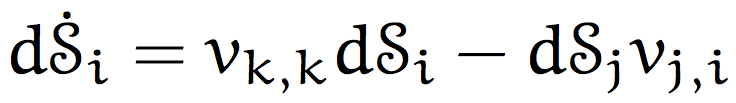 dṠᵢ = vₖ,ₖdSᵢ − dSⱼvⱼ,ᵢ